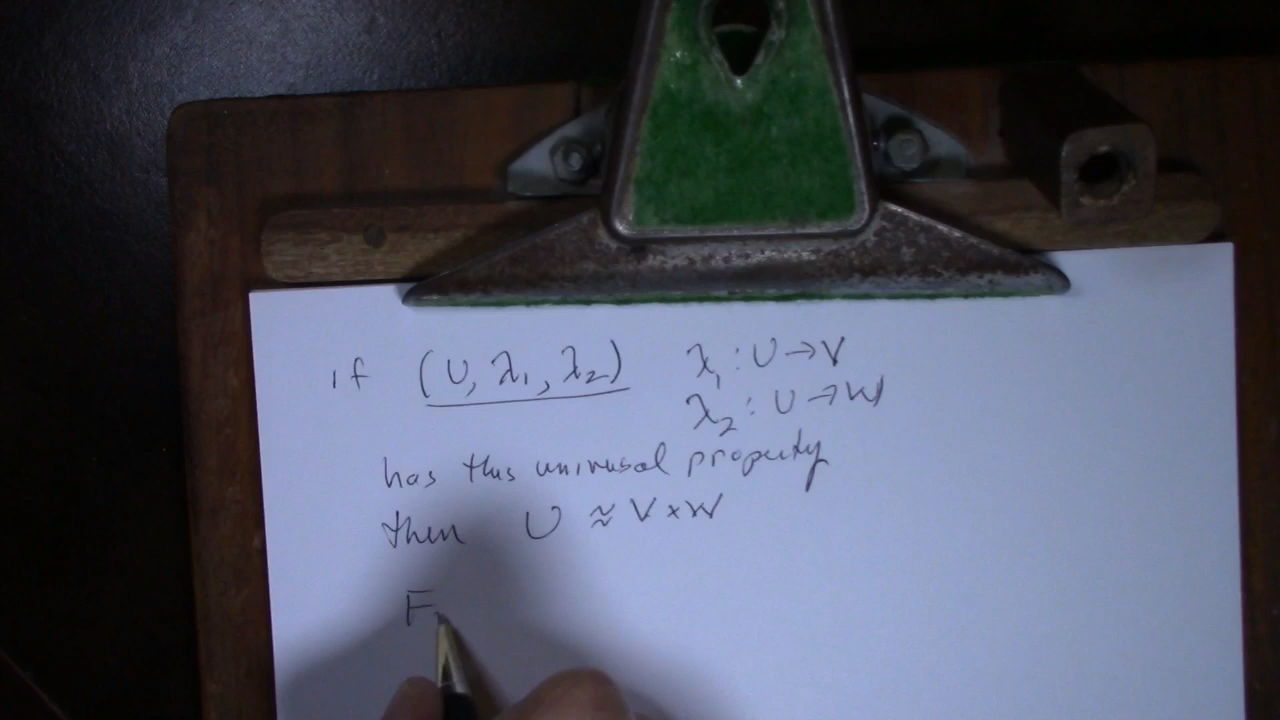 if (U, λ₁, λ₂) λ₁ : U → V
λ₂ : U → W
has this universal property
then U ≈ V × W
F